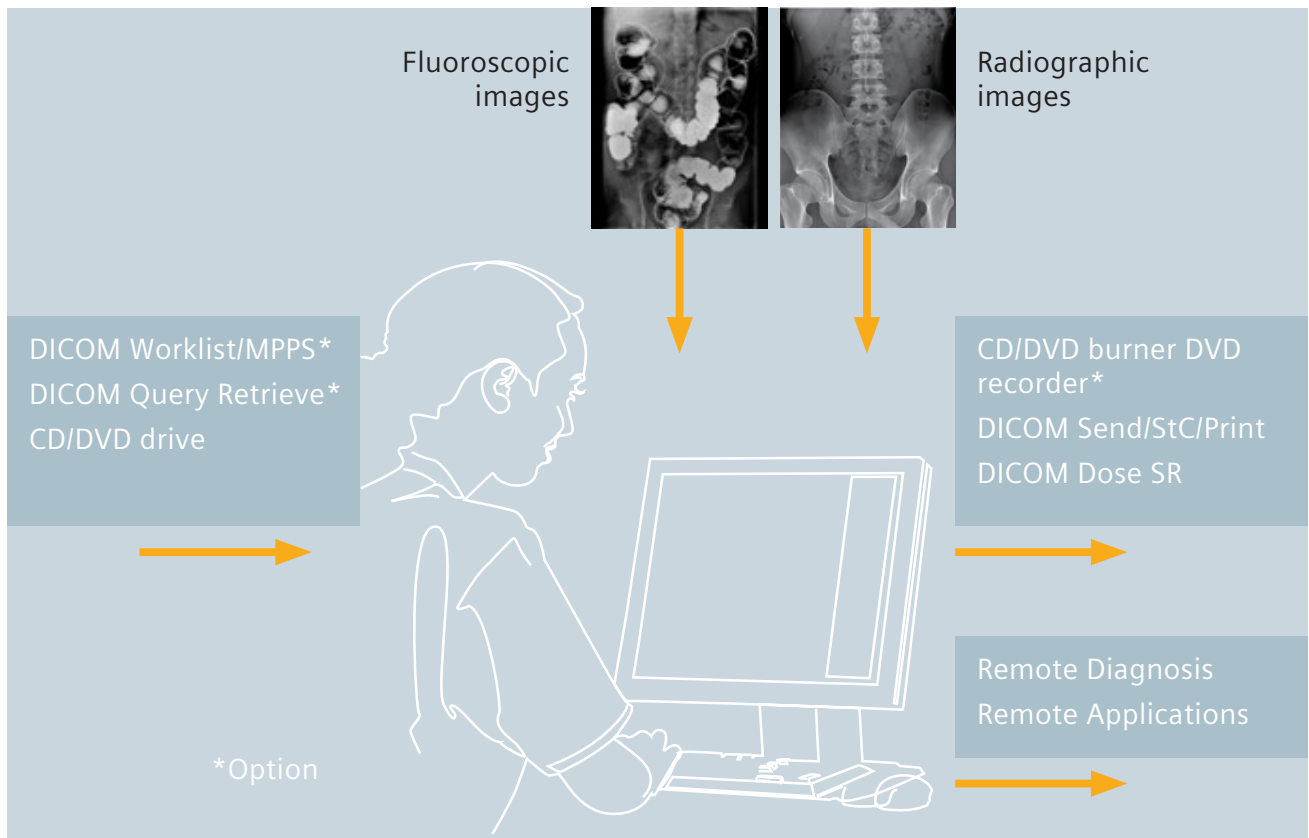 Fluoroscopic
images
Radiographic
images
DICOM Worklist/MPPS*
DICOM Query Retrieve*
CD/DVD drive
CD/DVD burner DVD
recorder*
DICOM Send/StC/Print
DICOM Dose SR
Remote Diagnosis
Remote Applications
*Option